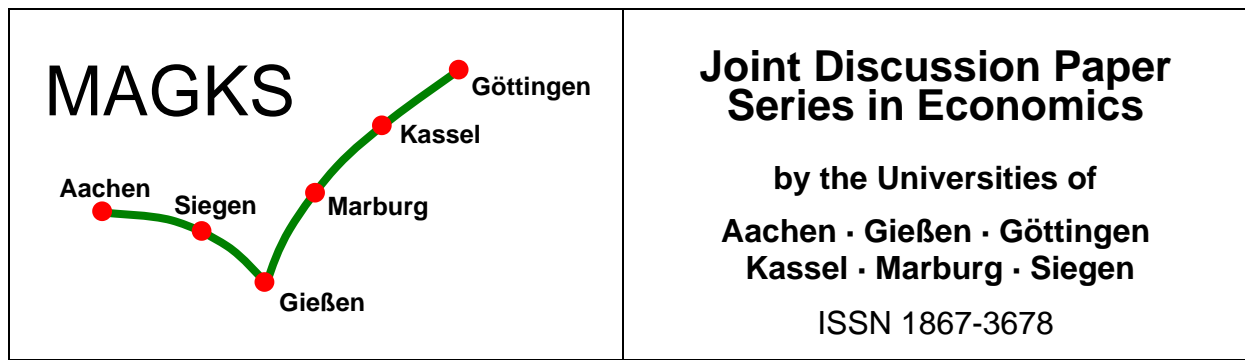 MAGKS
Göttingen
Kassel
Aachen
Siegen
Marburg
Gießen
Joint Discussion Paper
Series in Economics
by the Universities of
Aachen · Gießen · Göttingen
Kassel · Marburg · Siegen
ISSN 1867-3678